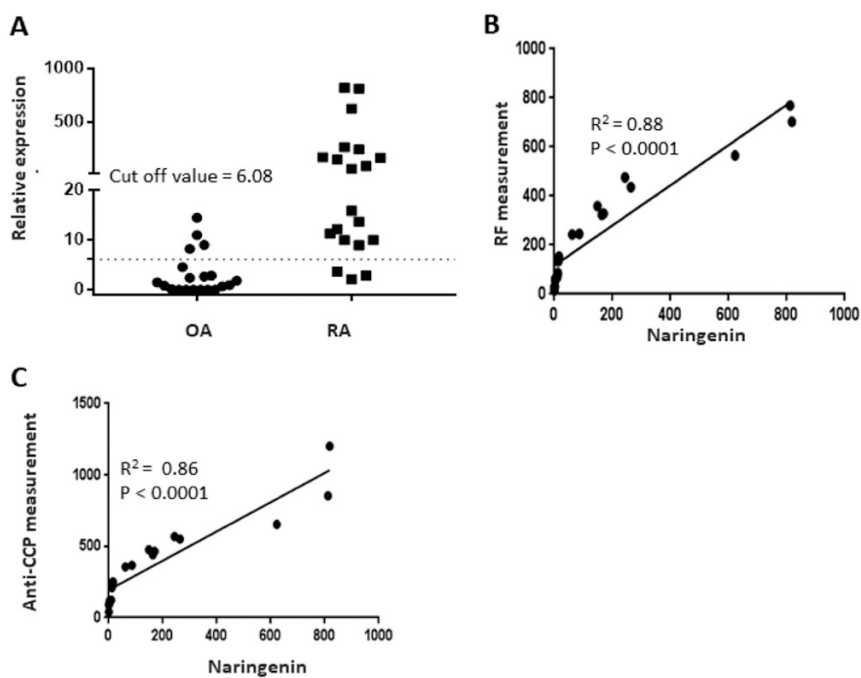 A
Relative expression
1000
500
20
10
0
Cut off value = 6.08
OA
RA
B
RF measurement
1000
800
600
400
200
0
R2 = 0.88
P < 0.0001
0
200
400
600
800
1000
Naringenin
C
Anti-CCP measurement
1500
1000
500
0
R2 = 0.86
P < 0.0001
0
200
400
600
800
1000
Naringenin